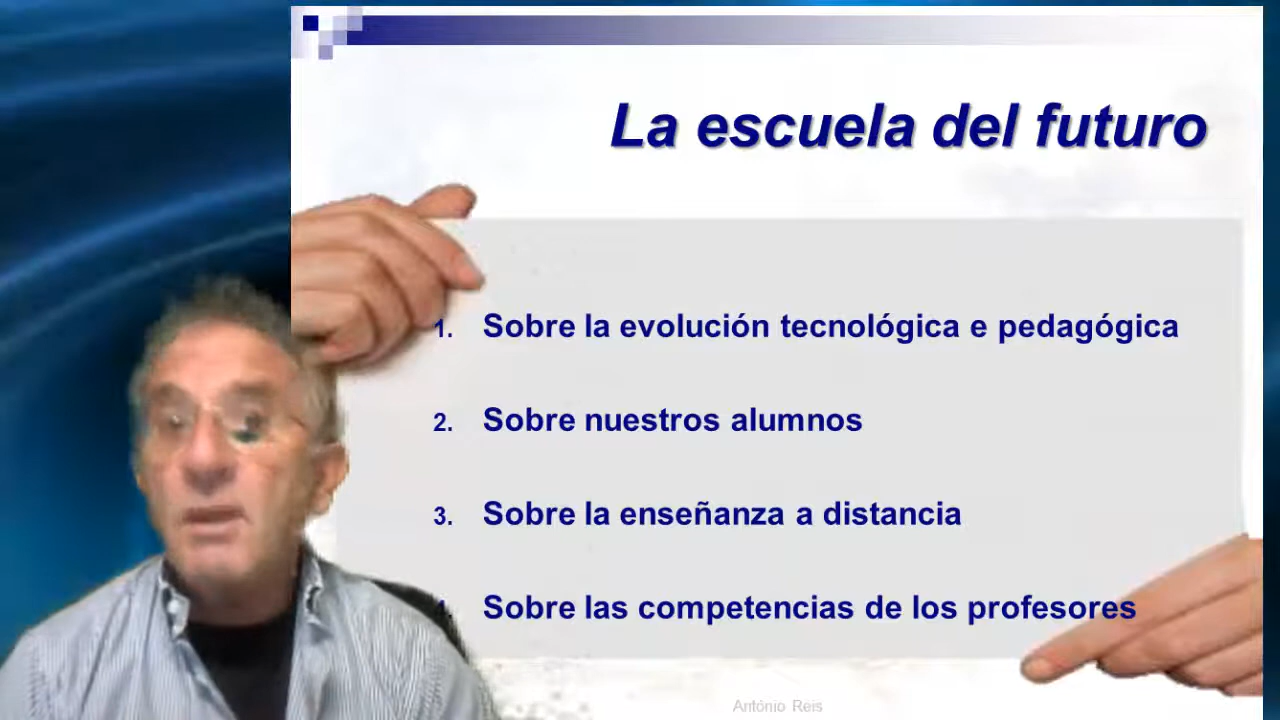 La escuela del futuro
1. Sobre la evolución tecnológica e pedagógica
2. Sobre nuestros alumnos
3. Sobre la enseñanza a distancia
4. Sobre las competencias de los profesores
António Reis